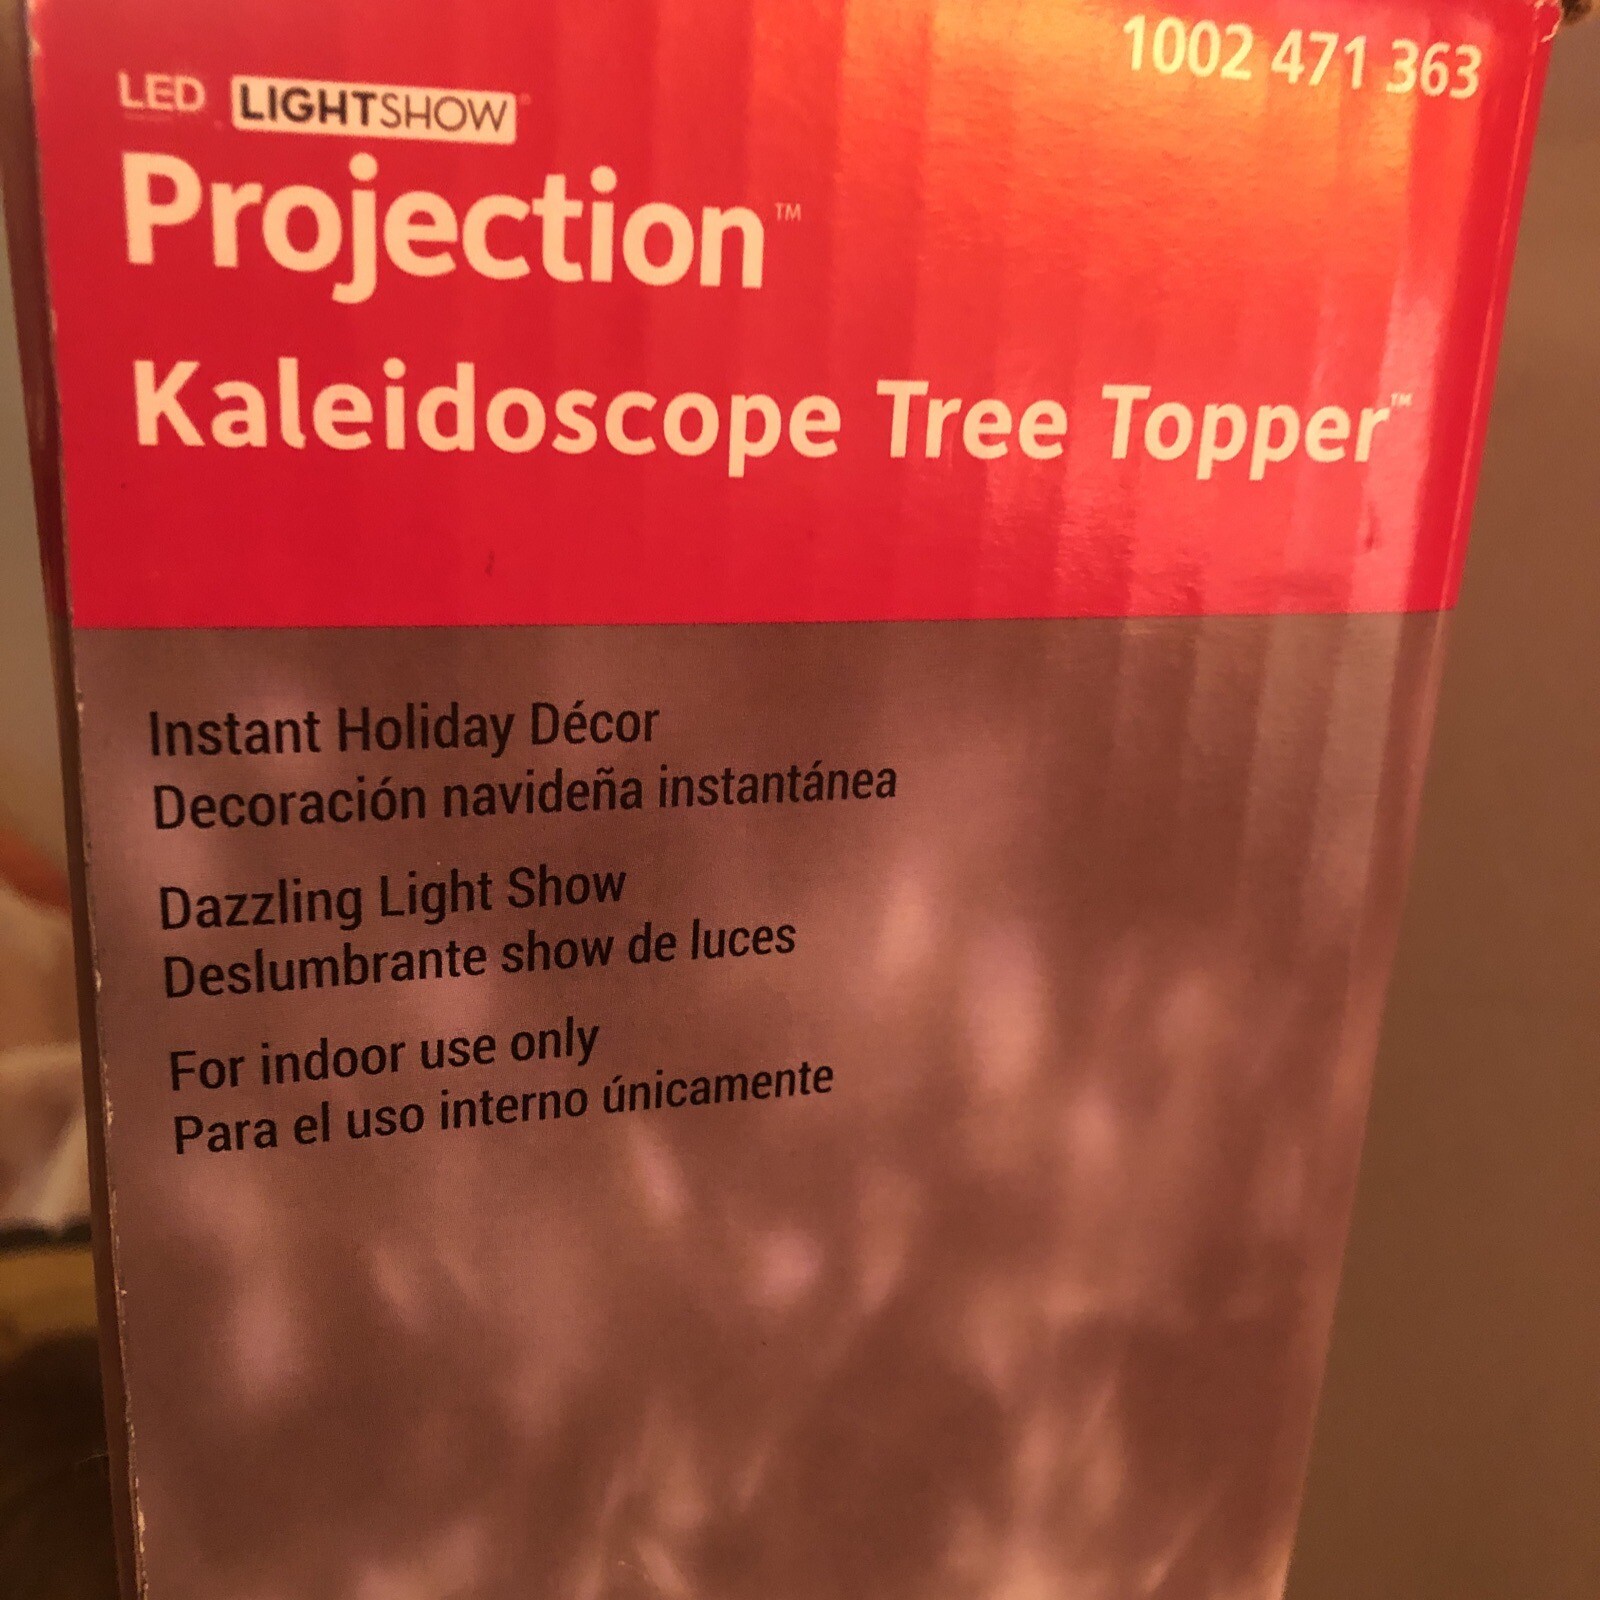 1002 471 363
LED LIGHTSHOW
Projection™
Kaleidoscope Tree Topper™
Instant Holiday Décor
Decoración navideña instantánea
Dazzling Light Show
Deslumbrante show de luces
For indoor use only
Para el uso interno únicamente